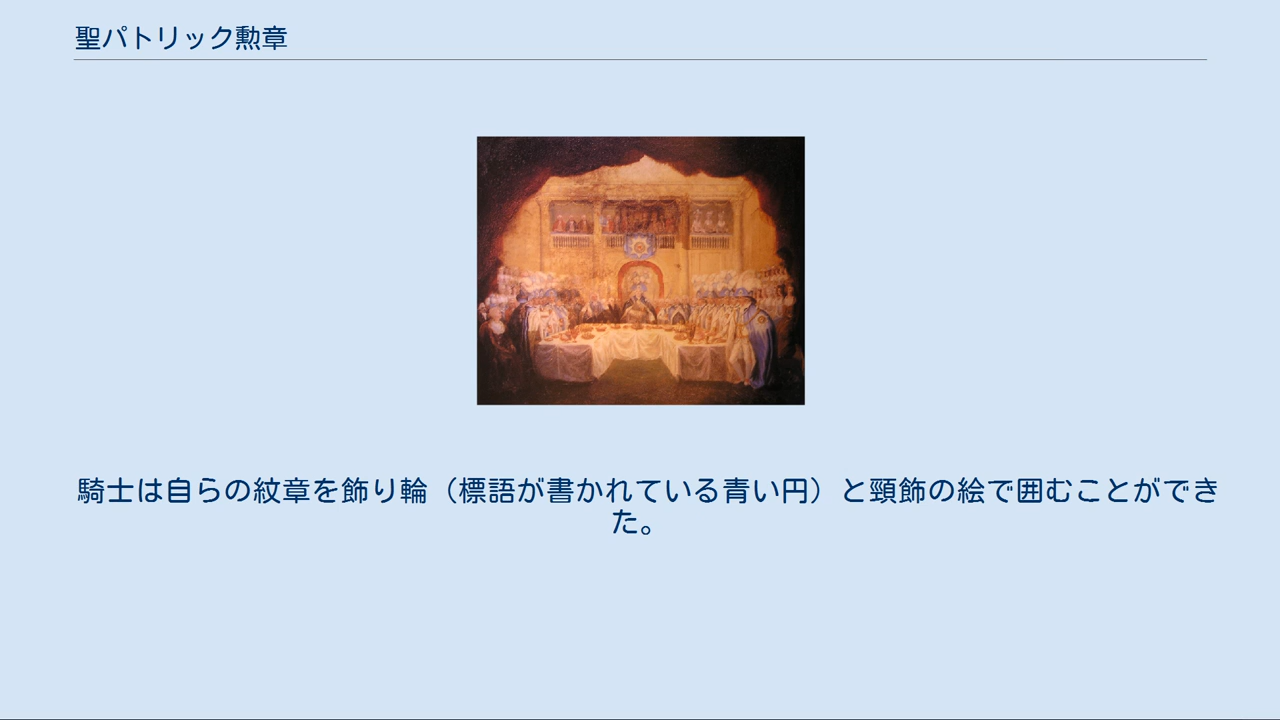 聖パトリック勲章
騎士は自らの紋章を飾り輪（標語が書かれている青い円）と頸飾の絵で囲むことができ
た。